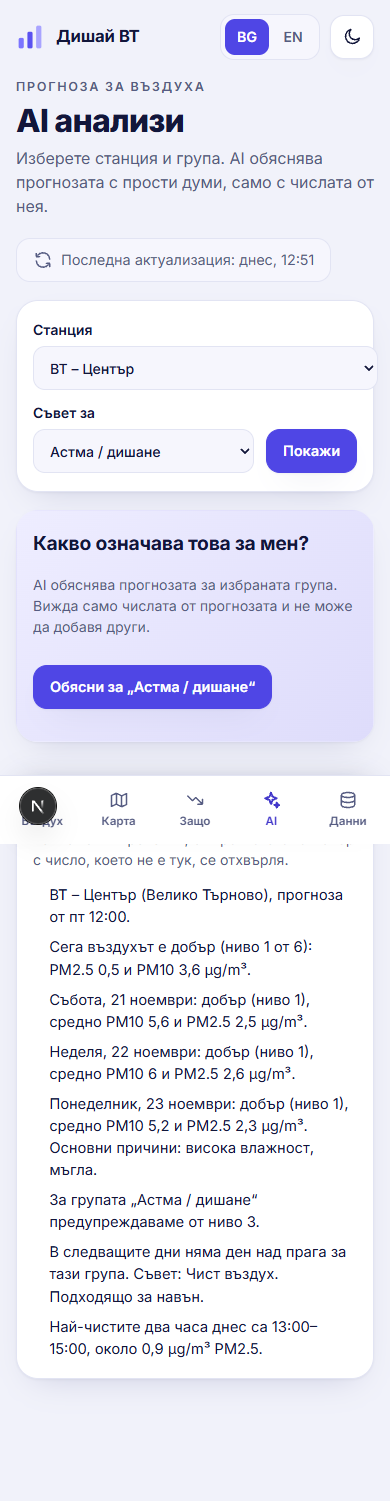 Дишай ВТ
BG EN
ПРОГНОЗА ЗА ВЪЗДУХА
AI анализи
Изберете станция и група. AI обяснява
прогнозата с прости думи, само с числата от
нея.
Последна актуализация: днес, 12:51
Станция
ВТ – Център
Съвет за
Астма / дишане
Покажи
Какво означава това за мен?
AI обяснява прогнозата за избраната група.
Вижда само числата от прогнозата и не може
да добавя други.
Обясни за „Астма / дишане“
N
Карта
Защо
AI
Данни
с число, което не е тук, се отхвърля.
ВТ – Център (Велико Търново), прогноза
от пт 12:00.
Сега въздухът е добър (ниво 1 от 6):
PM2.5 0,5 и PM10 3,6 µg/m³.
Събота, 21 ноември: добър (ниво 1),
средно PM10 5,6 и PM2.5 2,5 µg/m³.
Неделя, 22 ноември: добър (ниво 1),
средно PM10 6 и PM2.5 2,6 µg/m³.
Понеделник, 23 ноември: добър (ниво 1),
средно PM10 5,2 и PM2.5 2,3 µg/m³.
Основни причини: висока влажност,
мъгла.
За групата „Астма / дишане“
предупреждаваме от ниво 3.
В следващите дни няма ден над прага за
тази група. Съвет: Чист въздух.
Подходящо за навън.
Най-чистите два часа днес са 13:00–
15:00, около 0,9 µg/m³ PM2.5.